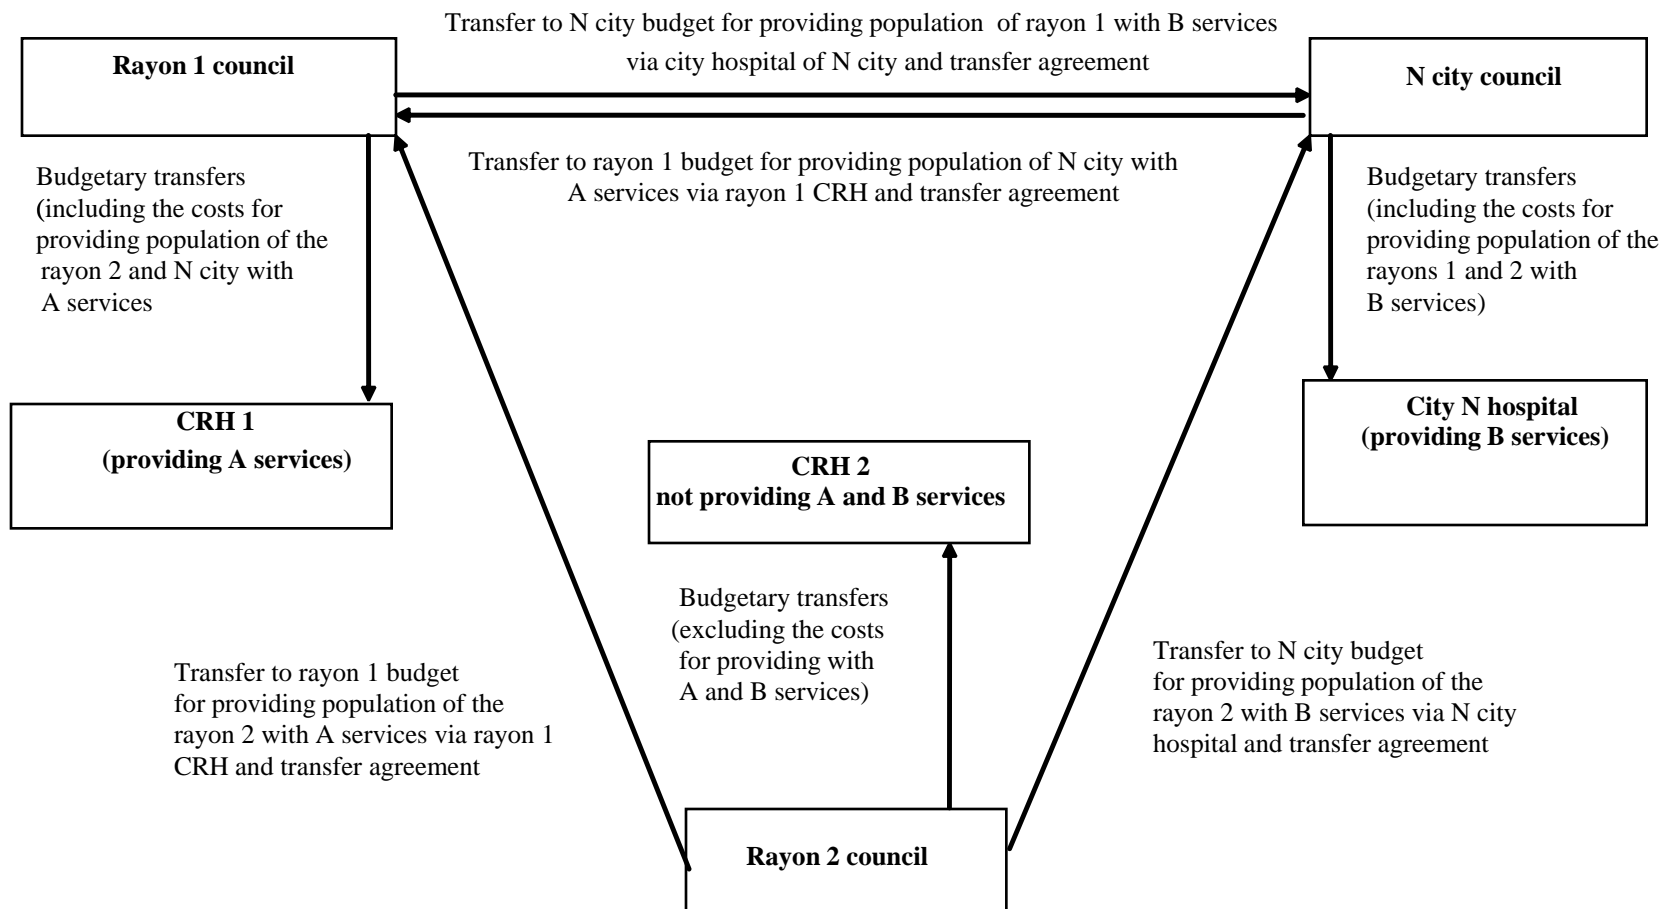 Transfer to N city budget for providing population of rayon 1 with B services
via city hospital of N city and transfer agreement
Rayon 1 council
N city council
Transfer to rayon 1 budget for providing population of N city with
A services via rayon 1 CRH and transfer agreement
Budgetary transfers
(including the costs for
providing population of the
rayon 2 and N city with
A services
Budgetary transfers
(including the costs for
providing population of the
rayons 1 and 2 with
B services)
CRH 1
(providing A services)
City N hospital
(providing B services)
CRH 2
not providing A and B services
Budgetary transfers
(excluding the costs
for providing with
A and B services)
Transfer to rayon 1 budget
for providing population of the
rayon 2 with A services via rayon 1
CRH and transfer agreement
Transfer to N city budget
for providing population of the
rayon 2 with B services via N city
hospital and transfer agreement
Rayon 2 council